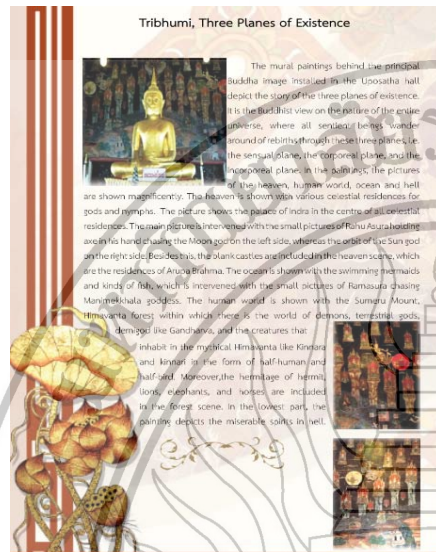 Tribhumi, Three Planes of Existence
The mural paintings behind the principal
Buddha image installed in the Uposatha hall
depict the story of the three planes of existence.
It is the Buddhist view on the nature of the entire
universe, where all sentient beings wander
around of rebirths through these three planes, i.e.
the sensual plane, the corporeal plane, and the
incorporeal plane. In the paintings, the pictures
of the heaven, human world, ocean and hell
are shown magnificently. The heaven is shown with various celestial residences for
gods and nymphs. The picture shows the palace of Indra in the centre of all celestial
residences. The main picture is intervened with the small pictures of Rahu Asura holding
axe in his hand chasing the Moon god on the left side, whereas the orbit of the Sun god
on the right side. Besides this, the blank castles are included in the heaven scene, which
are the residences of Arupa Brahma. The ocean is shown with the swimming mermaids
and kinds of fish, which is intervened with the small pictures of Ramasura chasing
Manimekkhala goddess. The human world is shown with the Sumeru Mount,
Himavanta forest within which there is the world of demons, terrestrial gods,
demigod like Gandharva, and the creatures that
inhabit in the mythical Himavanta like Kinnara
and kinnari in the form of half-human and
half-bird. Moreover,the hermitage of hermit,
lions, elephants, and horses are included
in the forest scene. In the lowest part, the
painting depicts the miserable spirits in hell.